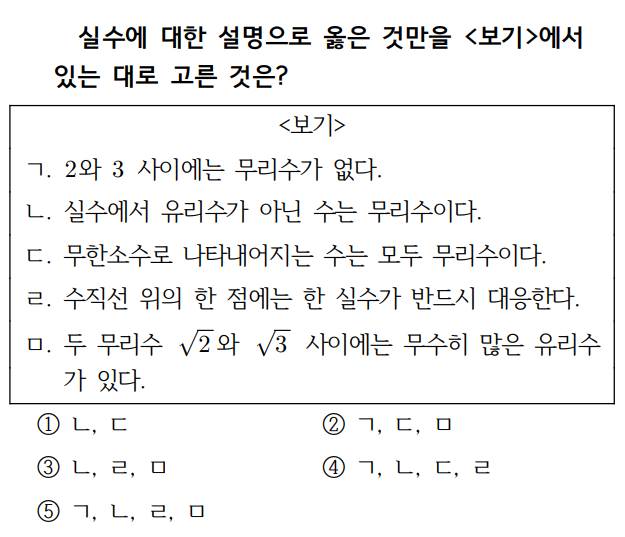 실수에 대한 설명으로 옳은 것만을 <보기>에서
있는 대로 고른 것은?
<보기>
ㄱ. 2와 3 사이에는 무리수가 없다.
ㄴ. 실수에서 유리수가 아닌 수는 무리수이다.
ㄷ. 무한소수로 나타내어지는 수는 모두 무리수이다.
ㄹ. 수직선 위의 한 점에는 한 실수가 반드시 대응한다.
ㅁ. 두 무리수 √2와 √3 사이에는 무수히 많은 유리수
가 있다.
① ㄴ, ㄷ ② ㄱ, ㄷ, ㅁ
③ ㄴ, ㄹ, ㅁ ④ ㄱ, ㄴ, ㄷ, ㄹ
⑤ ㄱ, ㄴ, ㄹ, ㅁ